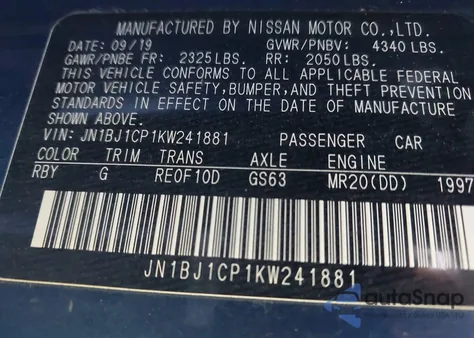 MANUFACTURED BY NISSAN MOTOR CO.,LTD.
DATE: 09/19 GVWR/PNBV: 4340 LBS.
GAWR/PNBE FR: 2325 LBS. RR: 2050 LBS.
THIS VEHICLE CONFORMS TO ALL APPLICABLE FEDERAL
MOTOR VEHICLE SAFETY,BUMPER,AND THEFT PREVENTION
STANDARDS IN EFFECT ON THE DATE OF MANUFACTURE
SHOWN ABOVE.
VIN: JN1BJ1CP1KW241881 PASSENGER CAR
COLOR TRIM TRANS AXLE ENGINE
RBY G RE0F10D GS63 MR20(DD) 1997
JN1BJ1CP1KW241881
autoSnap